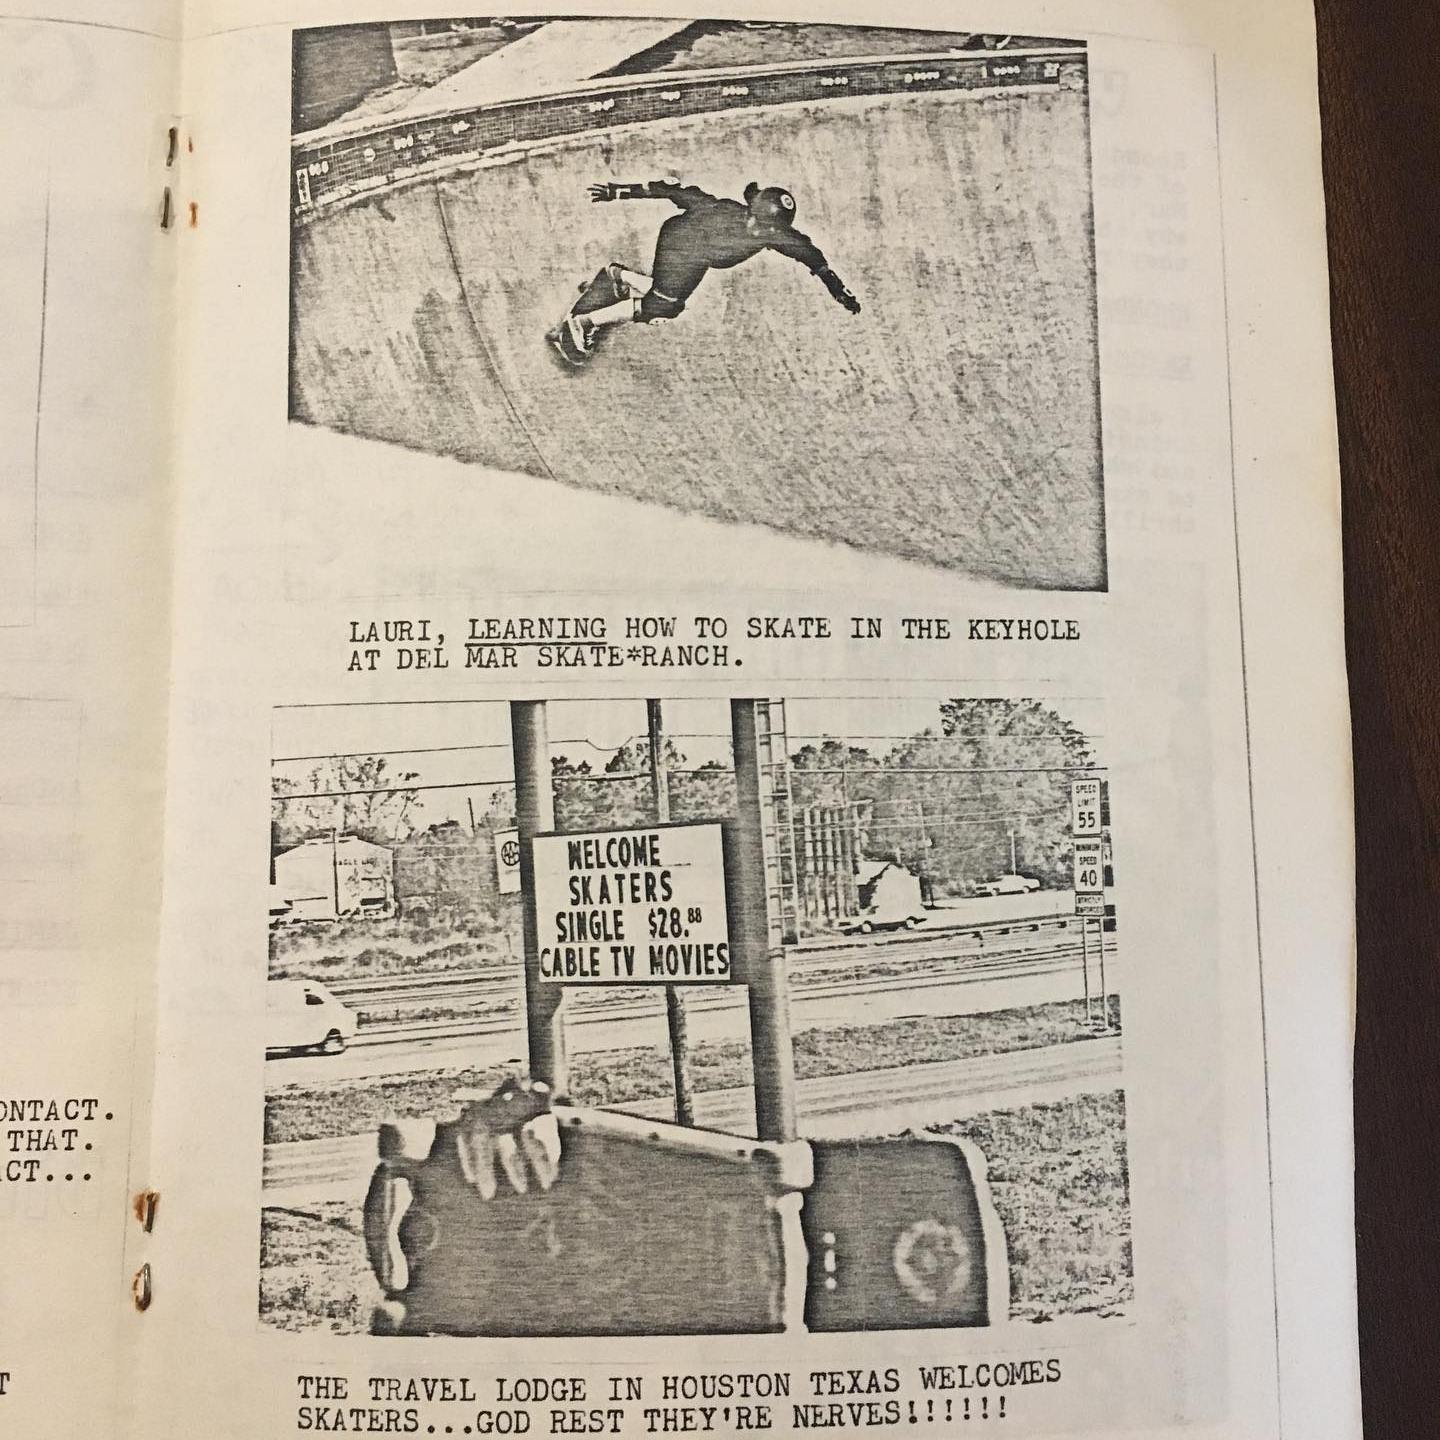 LAURI, LEARNING HOW TO SKATE IN THE KEYHOLE
AT DEL MAR SKATE*RANCH.
SPEED
LIMIT
55
MINIMUM
SPEED
40
STRICTLY
ENFORCED
WELCOME
SKATERS
SINGLE $28.88
CABLE TV MOVIES
ONTACT.
THAT.
ACT...
T
THE TRAVEL LODGE IN HOUSTON TEXAS WELCOMES
SKATERS...GOD REST THEY'RE NERVES!!!!!!